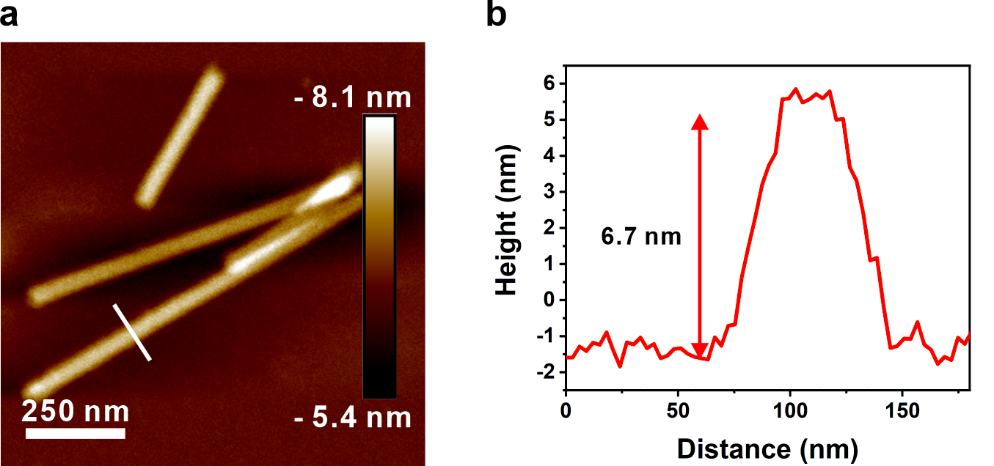 a
- 8.1 nm
- 5.4 nm
250 nm
b
6
5
4
3
2
1
0
-1
-2
Height (nm)
6.7 nm
0
50
100
150
Distance (nm)